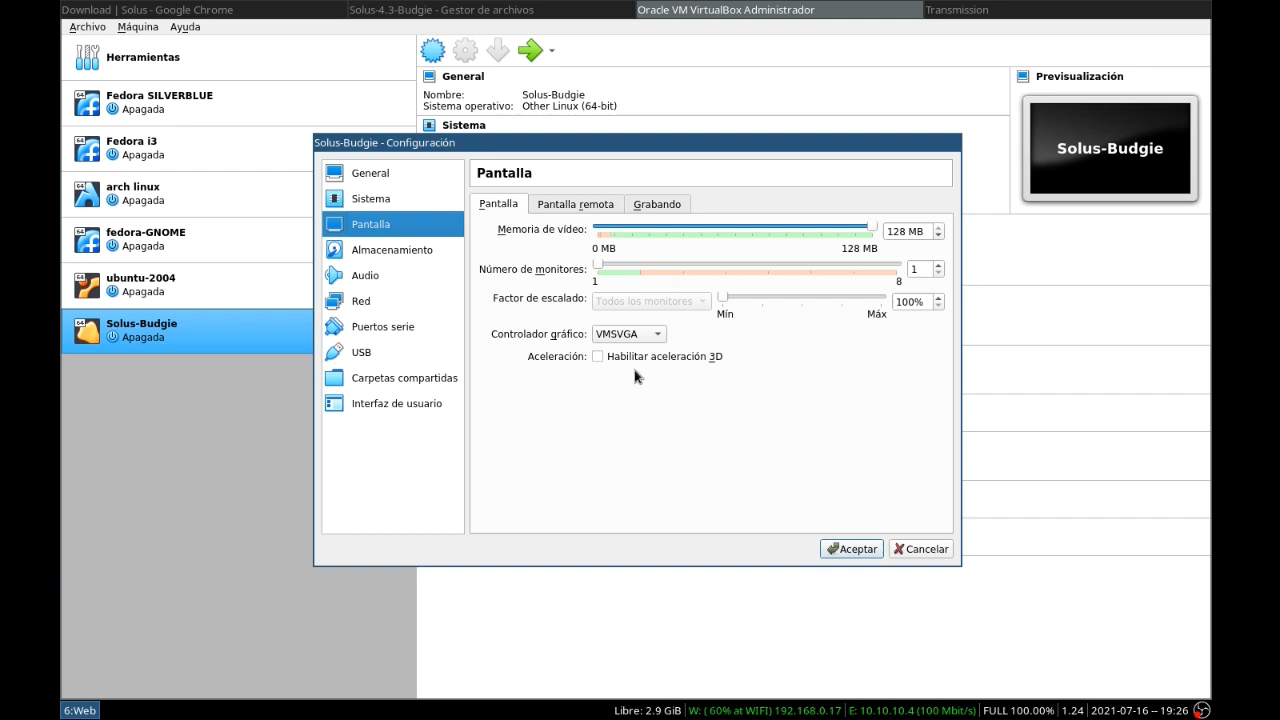 Download | Solus - Google Chrome
Solus-4.3-Budgie - Gestor de archivos
Oracle VM VirtualBox Administrador
Transmission
Archivo Máquina Ayuda
Herramientas
Fedora SILVERBLUE
Apagada
Fedora i3
Apagada
arch linux
Apagada
fedora-GNOME
Apagada
ubuntu-2004
Apagada
Solus-Budgie
Apagada
General
Nombre: Solus-Budgie
Sistema operativo: Other Linux (64-bit)
Sistema
Previsualización
Solus-Budgie
Solus-Budgie - Configuración
General
Sistema
Pantalla
Almacenamiento
Audio
Red
Puertos serie
USB
Carpetas compartidas
Interfaz de usuario
Pantalla
Pantalla Pantalla remota Grabando
Memoria de vídeo: 128 MB
0 MB 128 MB
Número de monitores: 1
1 8
Factor de escalado: Todos los monitores 100%
Mín Máx
Controlador gráfico: VMSVGA
Aceleración: Habilitar aceleración 3D
Aceptar Cancelar
6:Web
Libre: 2.9 GiB W: ( 60% at WIFI) 192.168.0.17 E: 10.10.10.4 (100 Mbit/s) FULL 100.00% 1.24 2021-07-16 -- 19:26